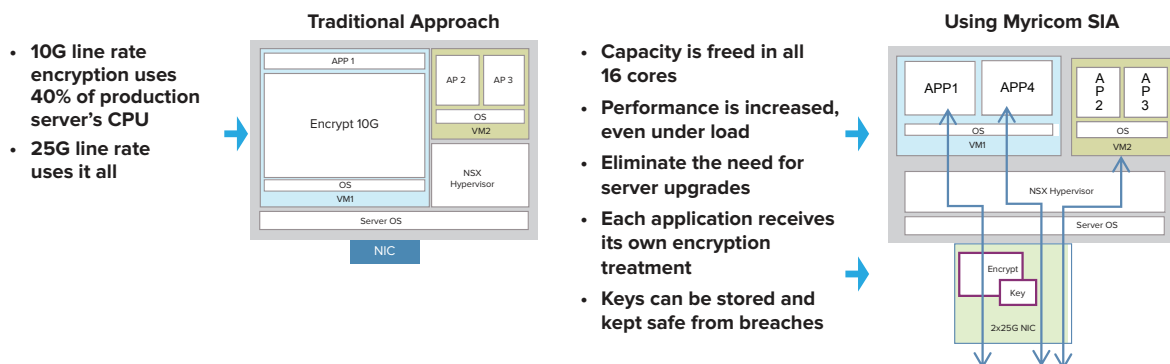 Traditional Approach
• 10G line rate
encryption uses
40% of production
server's CPU
• 25G line rate
uses it all
APP 1
Encrypt 10G
OS
VM1
AP 2
AP 3
OS
VM2
NSX
Hypervisor
Server OS
NIC
Using Myricom SIA
• Capacity is freed in all
16 cores
• Performance is increased,
even under load
• Eliminate the need for
server upgrades
• Each application receives
its own encryption
treatment
• Keys can be stored and
kept safe from breaches
APP1
APP4
OS
VM1
A
P
2
A
P
3
OS
VM2
NSX Hypervisor
Server OS
Encrypt
Key
2x25G NIC